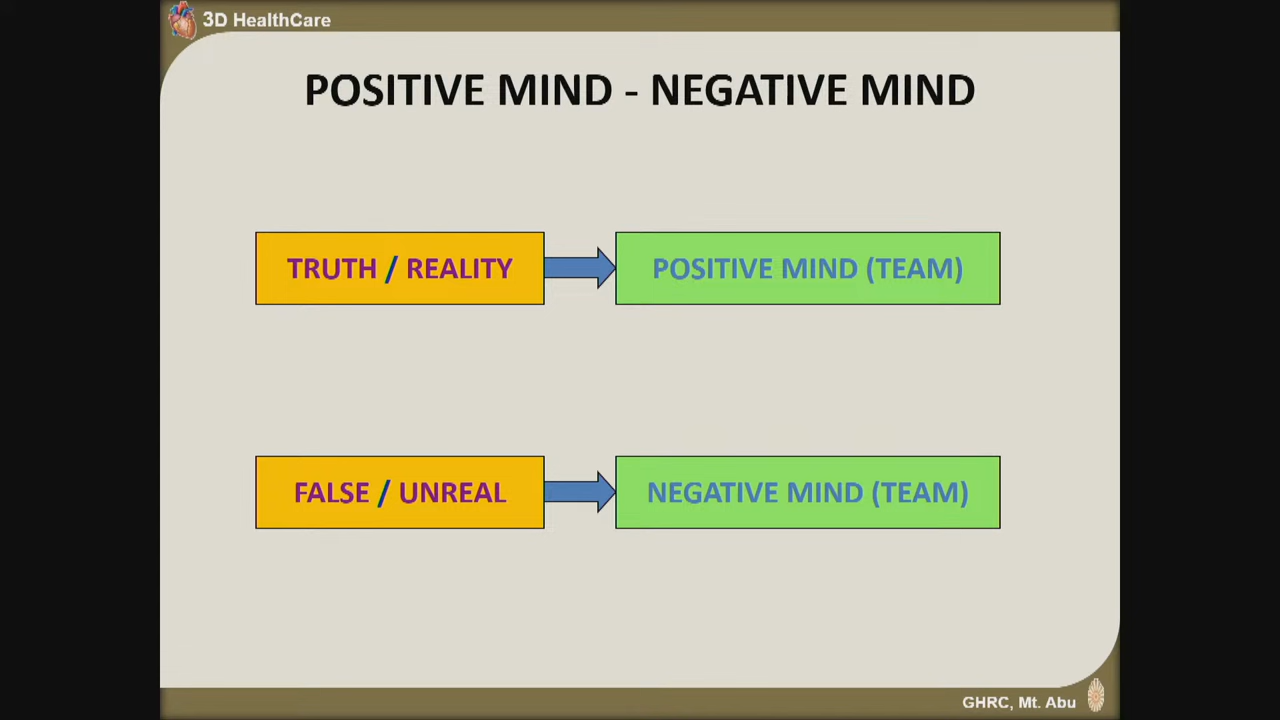 3D HealthCare
POSITIVE MIND - NEGATIVE MIND
TRUTH / REALITY
POSITIVE MIND (TEAM)
FALSE / UNREAL
NEGATIVE MIND (TEAM)
GHRC, Mt. Abu